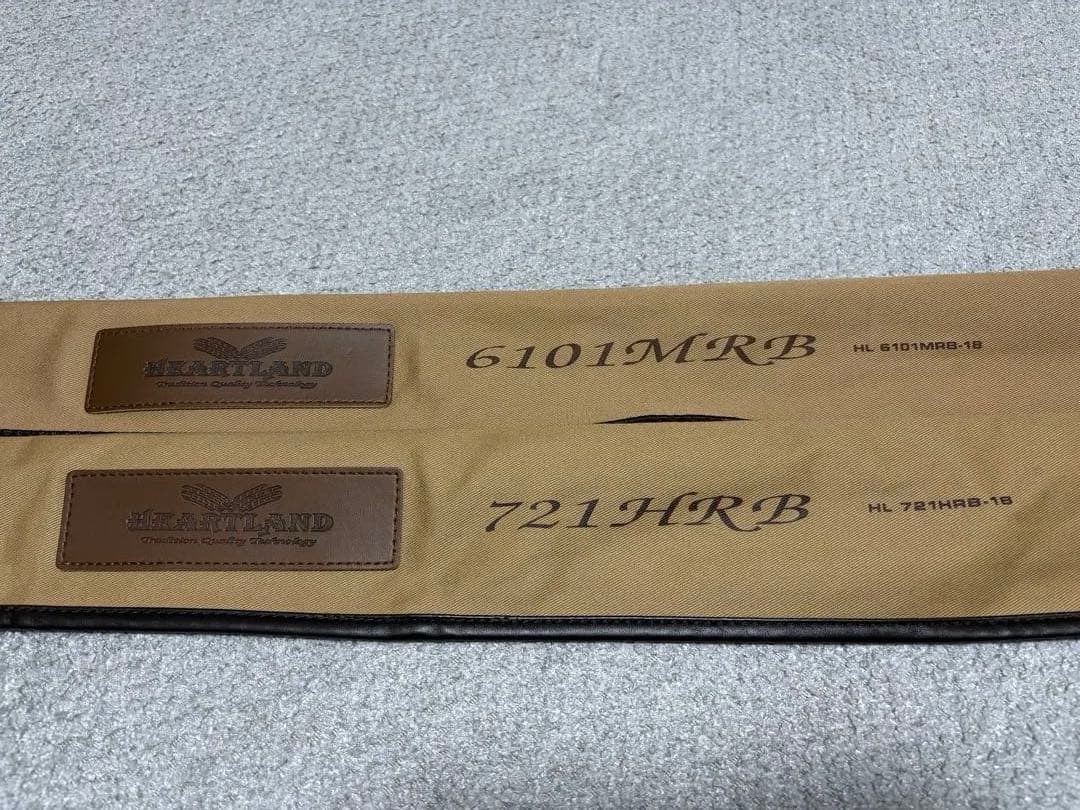 HEARTLAND
Tradition Quality Technology
6101MRB
HL 6101MRB-18
HEARTLAND
Tradition Quality Technology
721HRB
HL 721HRB-18